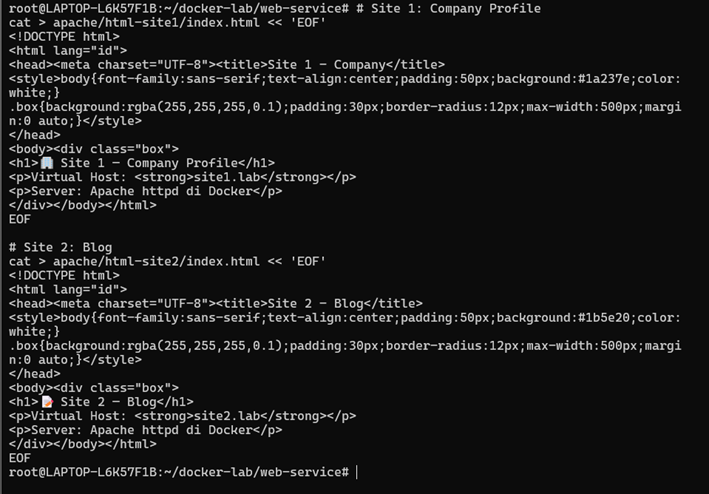 root@LAPTOP-L6K57F1B:~/docker-lab/web-service# # Site 1: Company Profile
cat > apache/html-site1/index.html << 'EOF'
<!DOCTYPE html>
<html lang="id">
<head><meta charset="UTF-8"><title>Site 1 — Company</title>
<style>body{font-family:sans-serif;text-align:center;padding:50px;background:#1a237e;color:
white;}
.box{background:rgba(255,255,255,0.1);padding:30px;border-radius:12px;max-width:500px;margi
n:0 auto;}</style>
</head>
<body><div class="box">
<h1>🏢 Site 1 — Company Profile</h1>
<p>Virtual Host: <strong>site1.lab</strong></p>
<p>Server: Apache httpd di Docker</p>
</div></body></html>
EOF

# Site 2: Blog
cat > apache/html-site2/index.html << 'EOF'
<!DOCTYPE html>
<html lang="id">
<head><meta charset="UTF-8"><title>Site 2 — Blog</title>
<style>body{font-family:sans-serif;text-align:center;padding:50px;background:#1b5e20;color:
white;}
.box{background:rgba(255,255,255,0.1);padding:30px;border-radius:12px;max-width:500px;margi
n:0 auto;}</style>
</head>
<body><div class="box">
<h1>📝 Site 2 — Blog</h1>
<p>Virtual Host: <strong>site2.lab</strong></p>
<p>Server: Apache httpd di Docker</p>
</div></body></html>
EOF
root@LAPTOP-L6K57F1B:~/docker-lab/web-service#